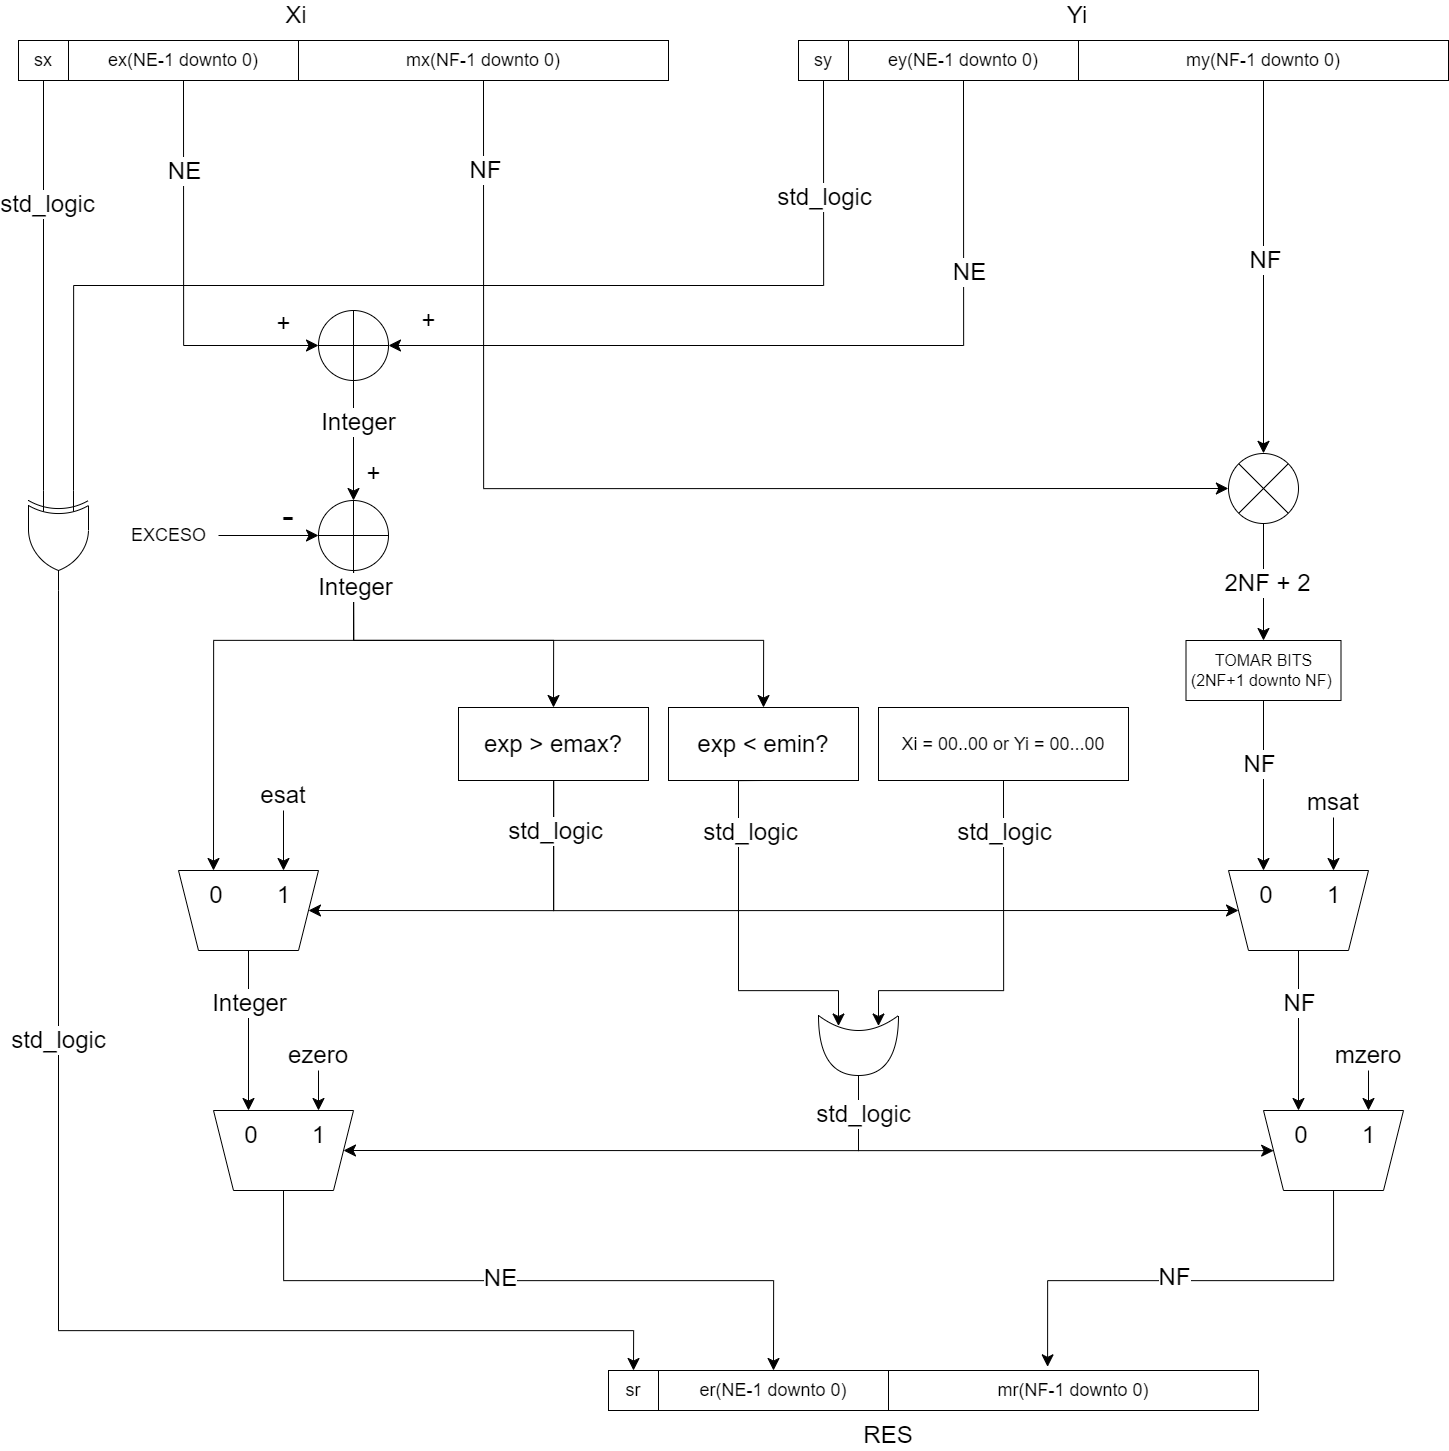 Xi
Yi
sx
ex(NE-1 downto 0)
mx(NF-1 downto 0)
sy
ey(NE-1 downto 0)
my(NF-1 downto 0)
NE
NF
std_logic
std_logic
NF
NE
+
+
Integer
+
EXCESO
-
Integer
2NF + 2
TOMAR BITS
(2NF+1 downto NF)
exp > emax?
exp < emin?
Xi = 00..00 or Yi = 00...00
NF
esat
msat
std_logic
std_logic
std_logic
0
1
0
1
Integer
NF
std_logic
ezero
mzero
std_logic
0
1
0
1
NE
NF
sr
er(NE-1 downto 0)
mr(NF-1 downto 0)
RES